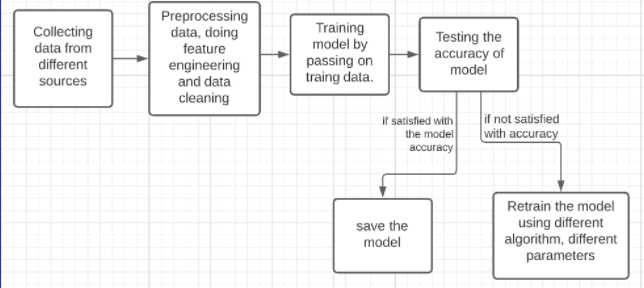 Collecting
data from
different
sources
Preprocessing
data, doing
feature
engineering
and data
cleaning
Training
model by
passing on
traing data.
Testing the
accuracy of
model
if satisfied with
the model
accuracy
if not satisfied
with accuracy
save the
model
Retrain the model
using different
algorithm, different
parameters